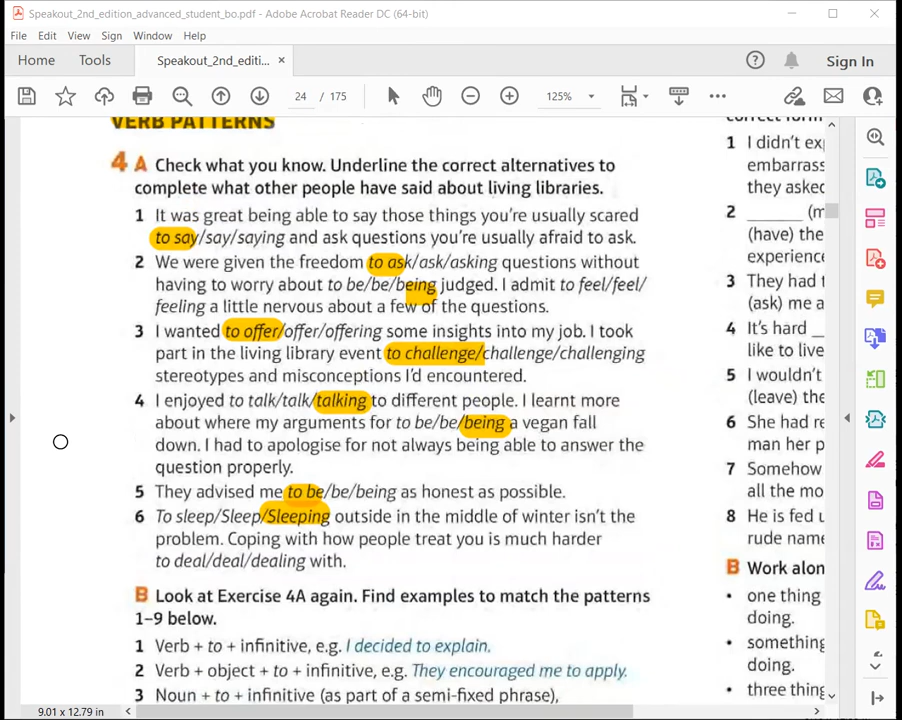 Speakout_2nd_edition_advanced_student_bo.pdf - Adobe Acrobat Reader DC (64-bit)
File Edit View Sign Window Help
Home Tools Speakout_2nd_editi... × Sign In
24 / 175 125%
VERB PATTERNS
4 A Check what you know. Underline the correct alternatives to
complete what other people have said about living libraries.
1 It was great being able to say those things you're usually scared
to say/say/saying and ask questions you're usually afraid to ask.
2 We were given the freedom to ask/ask/asking questions without
having to worry about to be/be/being judged. I admit to feel/feel/
feeling a little nervous about a few of the questions.
3 I wanted to offer/offer/offering some insights into my job. I took
part in the living library event to challenge/challenge/challenging
stereotypes and misconceptions I'd encountered.
4 I enjoyed to talk/talk/talking to different people. I learnt more
about where my arguments for to be/be/being a vegan fall
down. I had to apologise for not always being able to answer the
question properly.
5 They advised me to be/be/being as honest as possible.
6 To sleep/Sleep/Sleeping outside in the middle of winter isn't the
problem. Coping with how people treat you is much harder
to deal/deal/dealing with.
B Look at Exercise 4A again. Find examples to match the patterns
1–9 below.
1 Verb + to + infinitive, e.g. I decided to explain.
2 Verb + object + to + infinitive, e.g. They encouraged me to apply.
3 Noun + to + infinitive (as part of a semi-fixed phrase),
correct form
1 I didn't ex
embarrass
they asked
2 ______ (m
(have) the
experience
3 They had t
(ask) me a
4 It's hard _
like to live
5 I wouldn't
(leave) the
6 She had re
man her p
7 Somehow
all the mo
8 He is fed u
rude name
B Work alon
• one thing
doing.
• something
doing.
• three thing
9.01 x 12.79 in